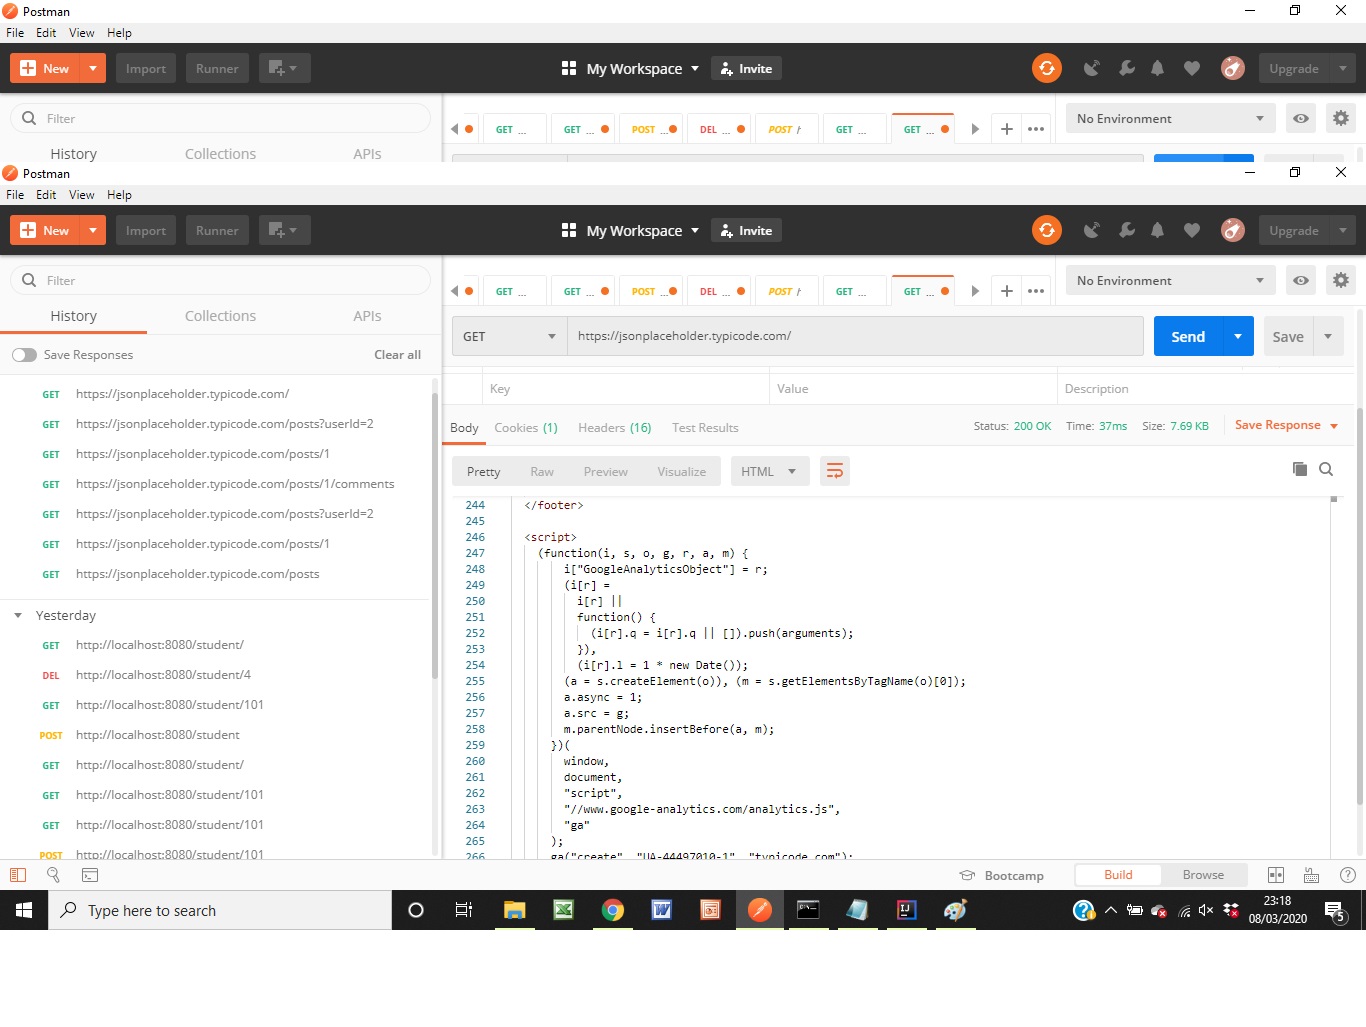 Postman
File Edit View Help
New Import Runner My Workspace Invite Upgrade
Filter
GET ... GET ... POST ... DEL ... POST GET ... GET ... No Environment
History Collections APIs
Postman
File Edit View Help
New Import Runner My Workspace Invite Upgrade
Filter
GET ... GET ... POST ... DEL ... POST GET ... GET ... No Environment
History Collections APIs
GET https://jsonplaceholder.typicode.com/ Send Save
Save Responses Clear all
Key Value Description
GET https://jsonplaceholder.typicode.com/
GET https://jsonplaceholder.typicode.com/posts?userId=2
GET https://jsonplaceholder.typicode.com/posts/1
GET https://jsonplaceholder.typicode.com/posts/1/comments
GET https://jsonplaceholder.typicode.com/posts?userId=2
GET https://jsonplaceholder.typicode.com/posts/1
GET https://jsonplaceholder.typicode.com/posts
Yesterday
GET http://localhost:8080/student/
DEL http://localhost:8080/student/4
GET http://localhost:8080/student/101
POST http://localhost:8080/student
GET http://localhost:8080/student/
GET http://localhost:8080/student/101
GET http://localhost:8080/student/101
POST http://localhost:8080/student/101
Body Cookies (1) Headers (16) Test Results Status: 200 OK Time: 37ms Size: 7.69 KB Save Response
Pretty Raw Preview Visualize HTML
244 </footer>
245
246 <script>
247 (function(i, s, o, g, r, a, m) {
248 i["GoogleAnalyticsObject"] = r;
249 (i[r] =
250 i[r] ||
251 function() {
252 (i[r].q = i[r].q || []).push(arguments);
253 }),
254 (i[r].l = 1 * new Date());
255 (a = s.createElement(o)), (m = s.getElementsByTagName(o)[0]);
256 a.async = 1;
257 a.src = g;
258 m.parentNode.insertBefore(a, m);
259 })(
260 window,
261 document,
262 "script",
263 "//www.google-analytics.com/analytics.js",
264 "ga"
265 );
266 ga("create", "UA-44497010-1", "typicode.com");
Bootcamp Build Browse
Type here to search
23:18
08/03/2020
5